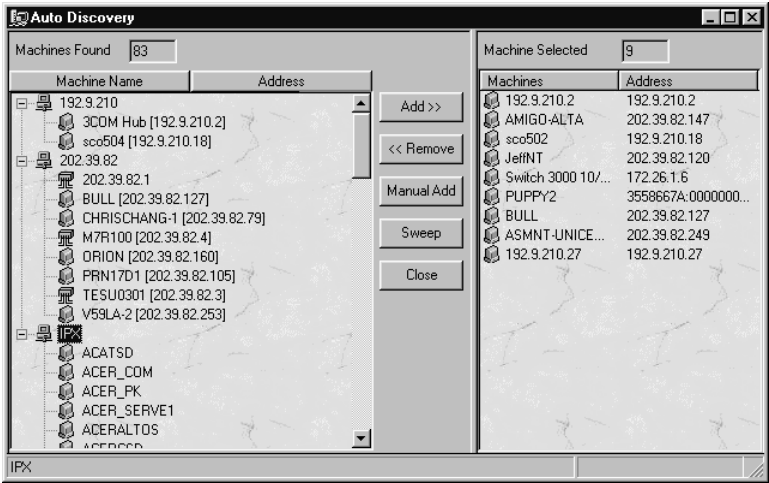 Auto Discovery
Machines Found 83
Machine Name Address
192.9.210
3COM Hub [192.9.210.2]
sco504 [192.9.210.18]
202.39.82
202.39.82.1
BULL [202.39.82.127]
CHRISCHANG-1 [202.39.82.79]
M7R100 [202.39.82.4]
ORION [202.39.82.160]
PRN17D1 [202.39.82.105]
TESU0301 [202.39.82.3]
V59LA-2 [202.39.82.253]
IPX
ACATSD
ACER_COM
ACER_PK
ACER_SERVE1
ACERALTOS
Add >>
<< Remove
Manual Add
Sweep
Close
Machine Selected 9
Machines Address
192.9.210.2 192.9.210.2
AMIGO-ALTA 202.39.82.147
sco502 192.9.210.18
JeffNT 202.39.82.120
Switch 3000 10/... 172.26.1.6
PUPPY2 3558667A:0000000...
BULL 202.39.82.127
ASMNT-UNICE... 202.39.82.249
192.9.210.27 192.9.210.27
IPX